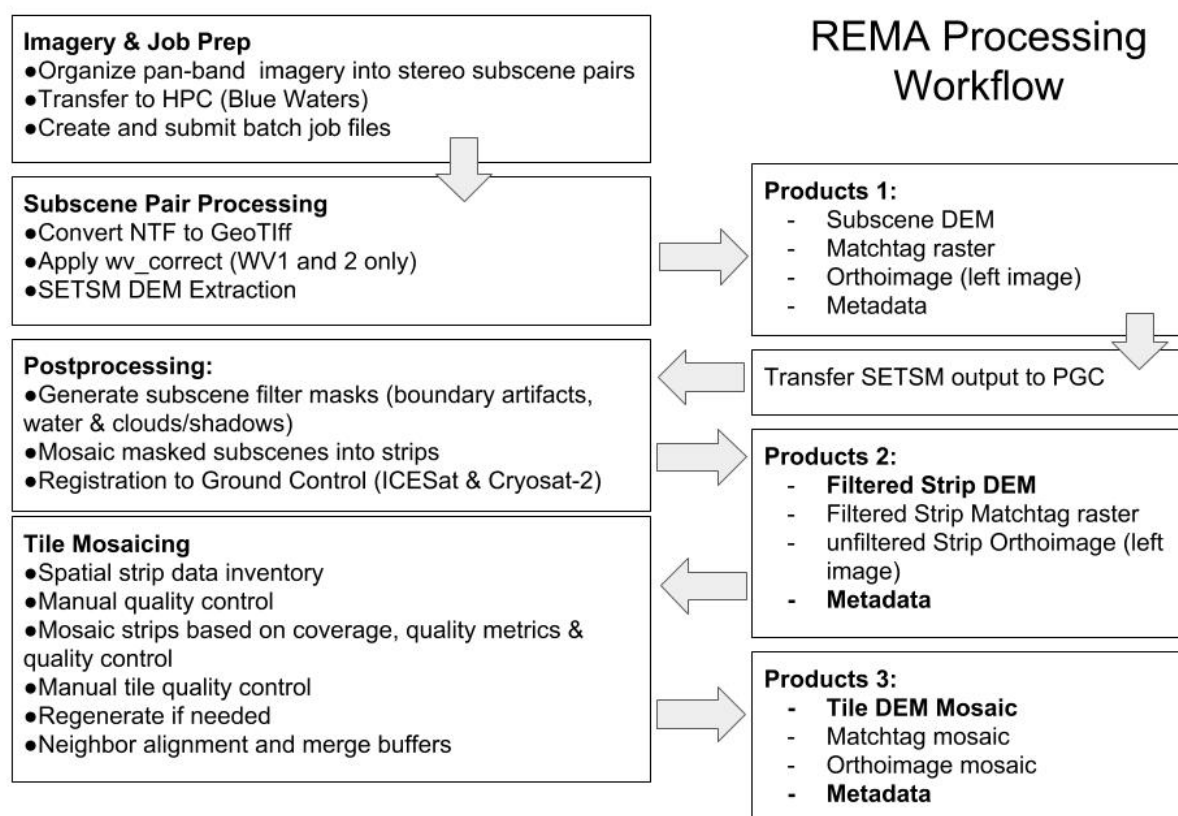 REMA Processing
Workflow
Imagery & Job Prep
●Organize pan-band imagery into stereo subscene pairs
●Transfer to HPC (Blue Waters)
●Create and submit batch job files
Subscene Pair Processing
●Convert NTF to GeoTIff
●Apply wv_correct (WV1 and 2 only)
●SETSM DEM Extraction
Products 1:
- Subscene DEM
- Matchtag raster
- Orthoimage (left image)
- Metadata
Transfer SETSM output to PGC
Postprocessing:
●Generate subscene filter masks (boundary artifacts,
water & clouds/shadows)
●Mosaic masked subscenes into strips
●Registration to Ground Control (ICESat & Cryosat-2)
Products 2:
- Filtered Strip DEM
- Filtered Strip Matchtag raster
- unfiltered Strip Orthoimage (left
image)
- Metadata
Tile Mosaicing
●Spatial strip data inventory
●Manual quality control
●Mosaic strips based on coverage, quality metrics &
quality control
●Manual tile quality control
●Regenerate if needed
●Neighbor alignment and merge buffers
Products 3:
- Tile DEM Mosaic
- Matchtag mosaic
- Orthoimage mosaic
- Metadata